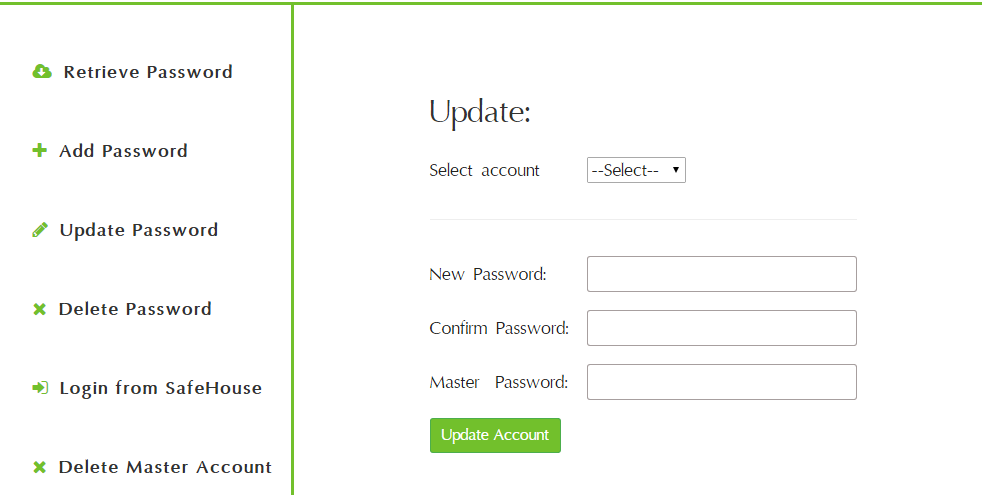 Retrieve Password
Add Password
Update Password
Delete Password
Login from SafeHouse
Delete Master Account
Update:
Select account --Select--
New Password:
Confirm Password:
Master Password:
Update Account